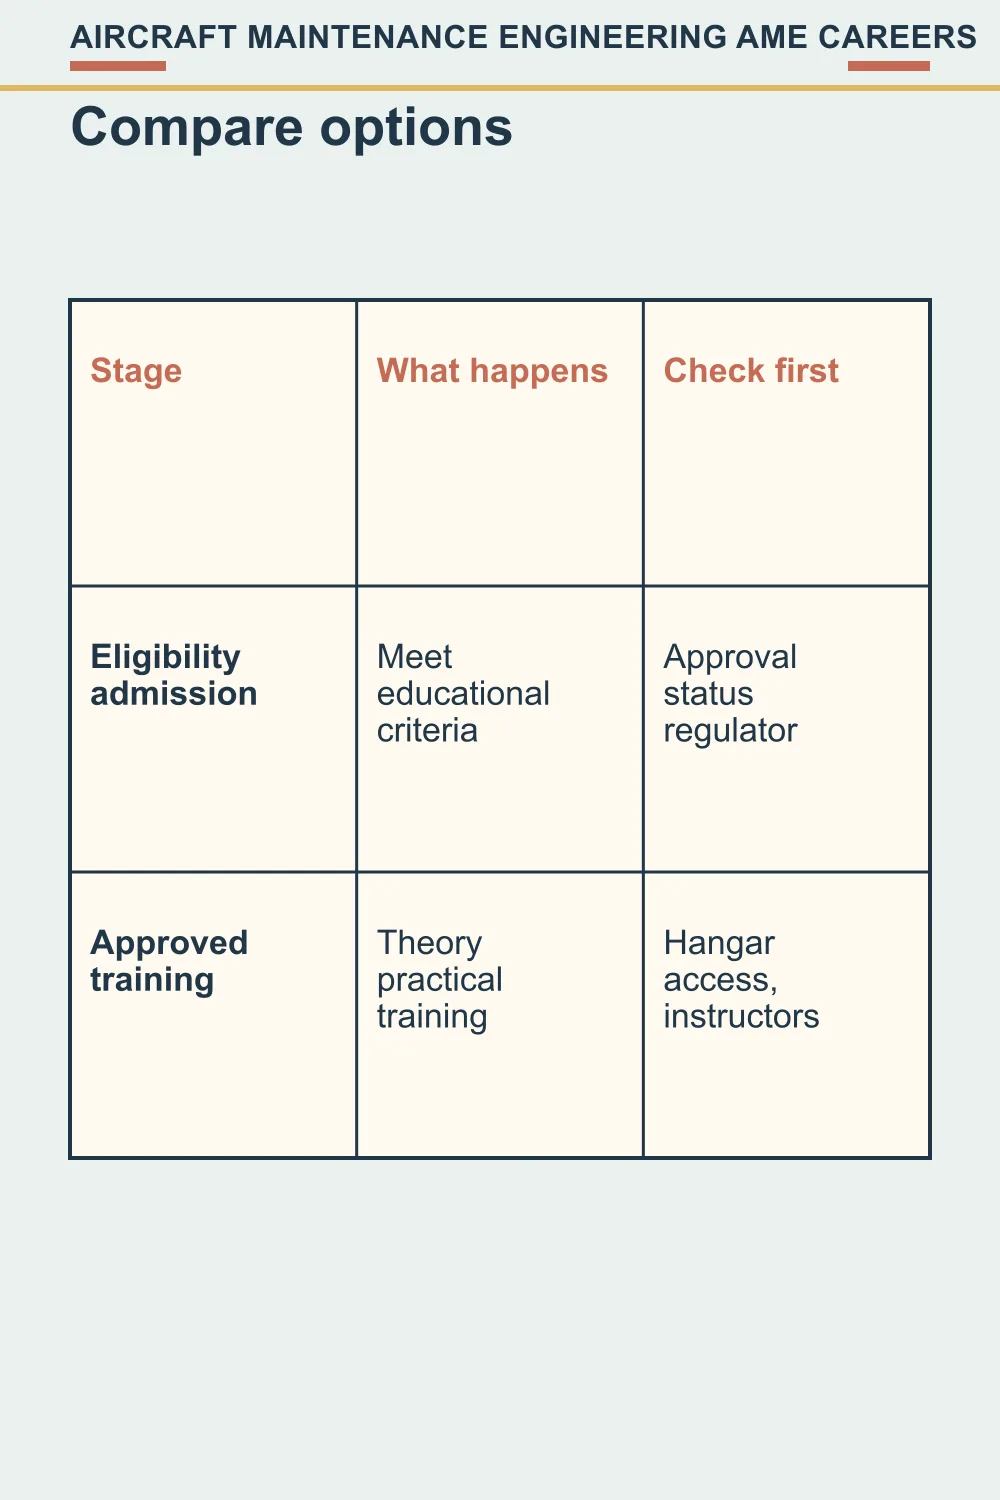 AIRCRAFT MAINTENANCE ENGINEERING AME CAREERS
Compare options
Stage
What happens
Check first
Eligibility
admission
Meet
educational
criteria
Approval
status
regulator
Approved
training
Theory
practical
training
Hangar
access,
instructors